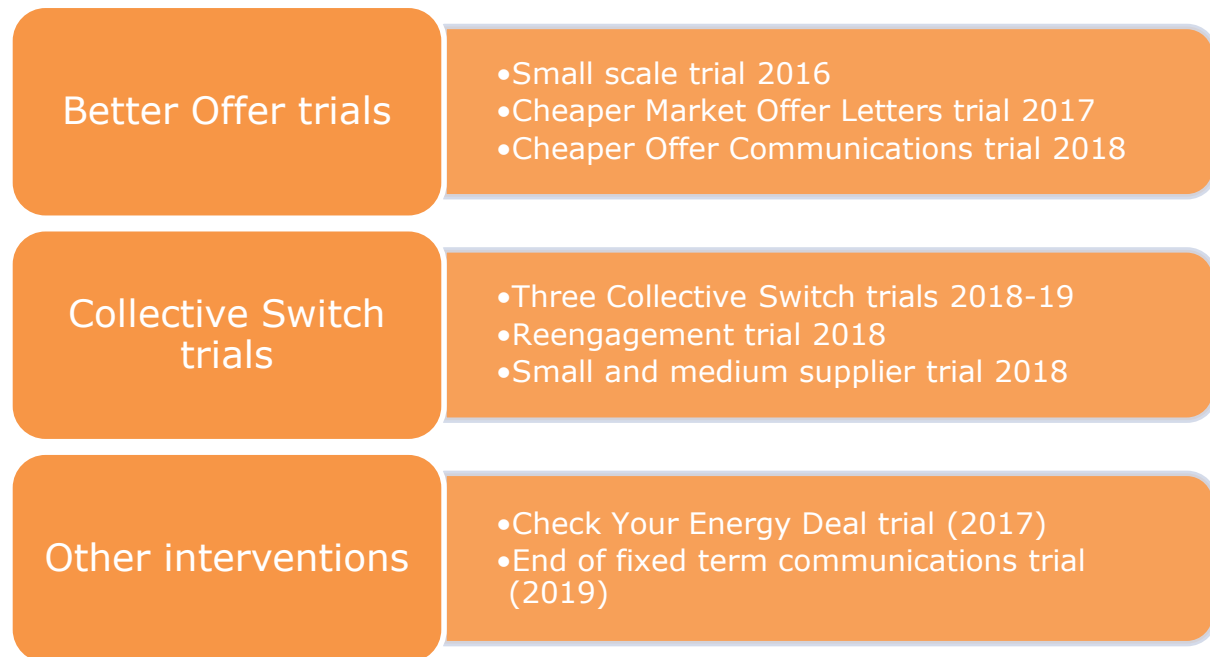 Better Offer trials
•Small scale trial 2016
•Cheaper Market Offer Letters trial 2017
•Cheaper Offer Communications trial 2018
Collective Switch
trials
•Three Collective Switch trials 2018-19
•Reengagement trial 2018
•Small and medium supplier trial 2018
Other interventions
•Check Your Energy Deal trial (2017)
•End of fixed term communications trial
(2019)